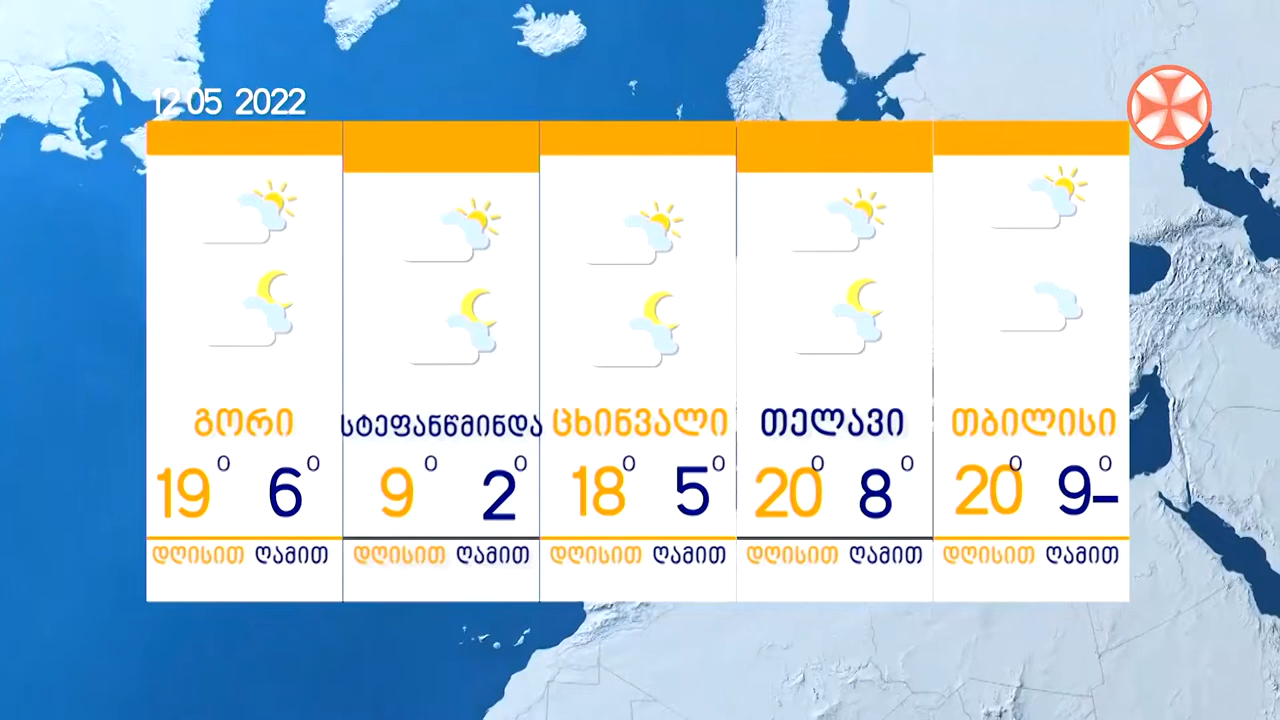 12 05 2022
გორი
19° 6°
დღისით ღამით
სტეფანწმინდა
9° 2°
დღისით ღამით
ცხინვალი
18° 5°
დღისით ღამით
თელავი
20° 8°
დღისით ღამით
თბილისი
20° 9-°
დღისით ღამით